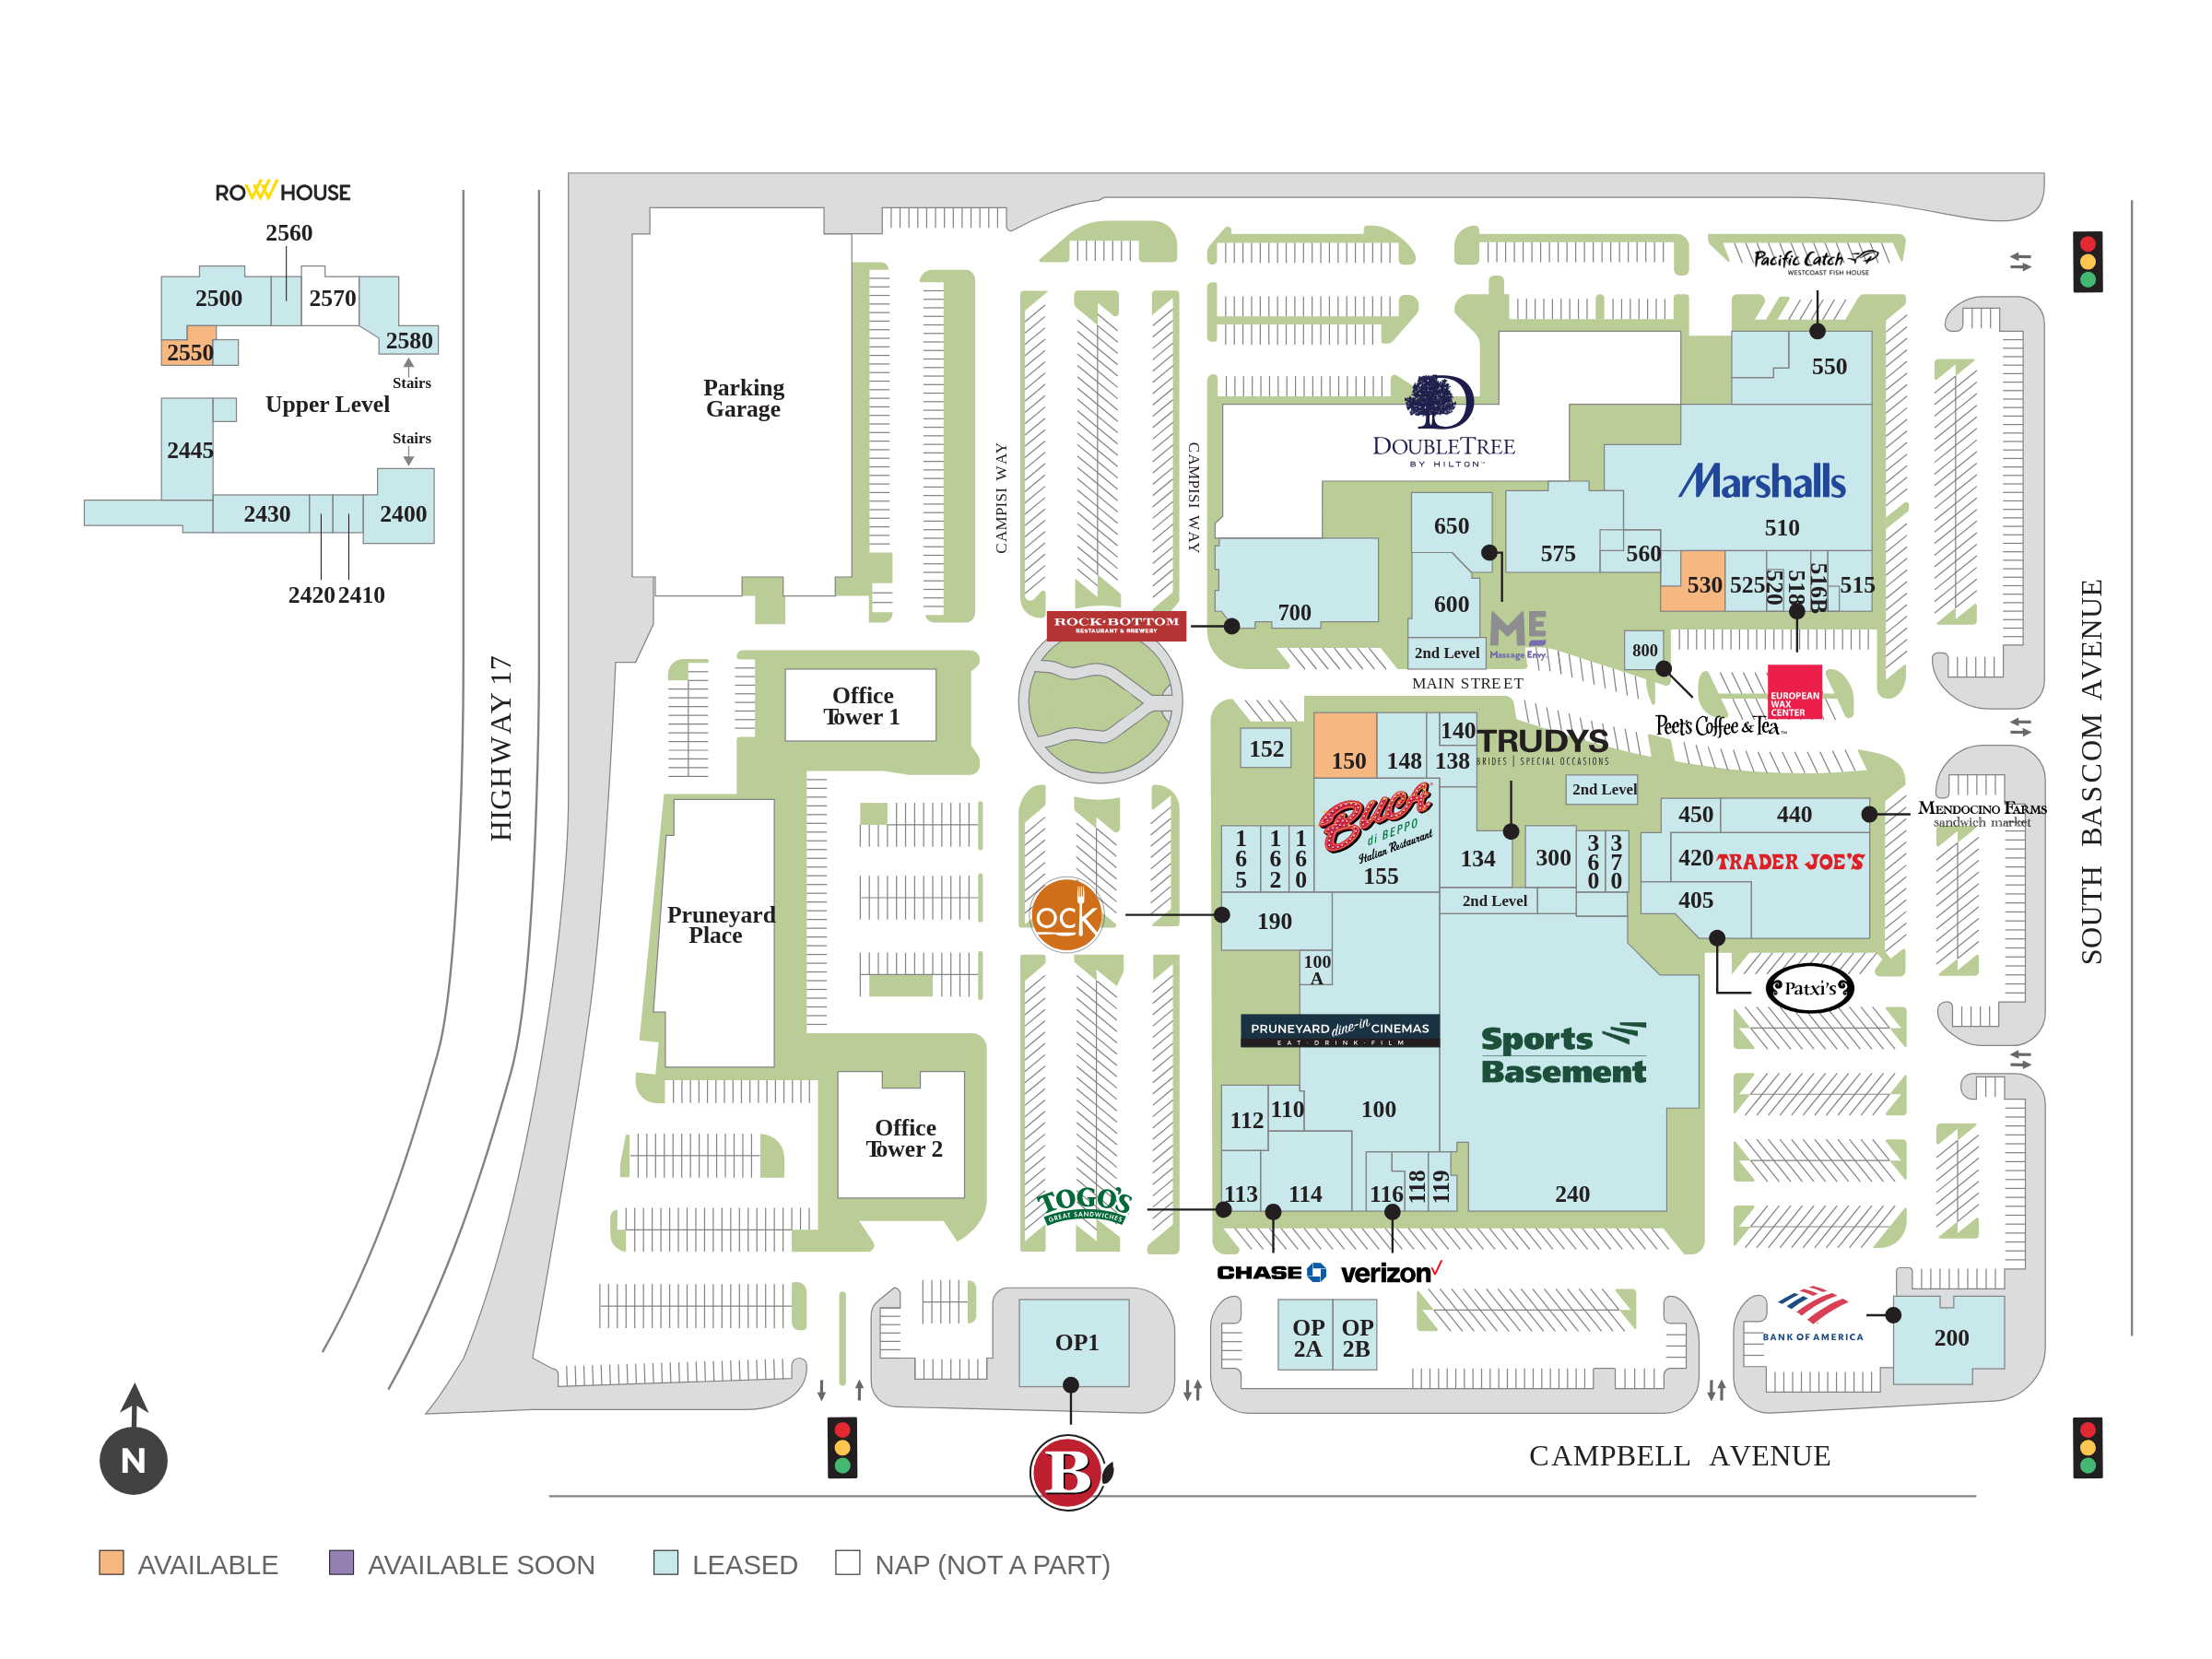 ROW HOUSE
2560
2500
2570
2550
2580
Stairs
Upper Level
Stairs
2445
2430
2400
2420
2410
HIGHWAY 17
Parking
Garage
Office
Tower 1
Pruneyard
Place
Office
Tower 2
CAMPISI WAY
CAMPISI WAY
Pacific Catch
WESTCOAST FISH HOUSE
550
DOUBLETREE
BY HILTON™
Marshalls
510
650
575
560
530
525
520
518
516B
515
600
700
ROCK·BOTTOM
RESTAURANT & BREWERY
2nd Level
ME
Massage Envy.
800
EUROPEAN
WAX
CENTER
Peet's Coffee & Tea™
MAIN STREET
152
150
148
140
138
TRUDYS
BRIDES | SPECIAL OCCASIONS
2nd Level
450
440
MENDOCINO FARMS
sandwich market
BUCA
di BEPPO
Italian Restaurant
155
165
162
160
134
300
360
370
420
TRADER JOE'S
405
2nd Level
OCK
190
100
A
Patxi's
PRUNEYARD dine-in CINEMAS
EAT · DRINK · FILM
Sports
Basement
112
110
100
113
114
116
118
119
240
TOGO'S
GREAT SANDWICHES
CHASE
verizon
OP1
OP
2A
OP
2B
BANK OF AMERICA
200
B
SOUTH BASCOM AVENUE
CAMPBELL AVENUE
N
AVAILABLE
AVAILABLE SOON
LEASED
NAP (NOT A PART)